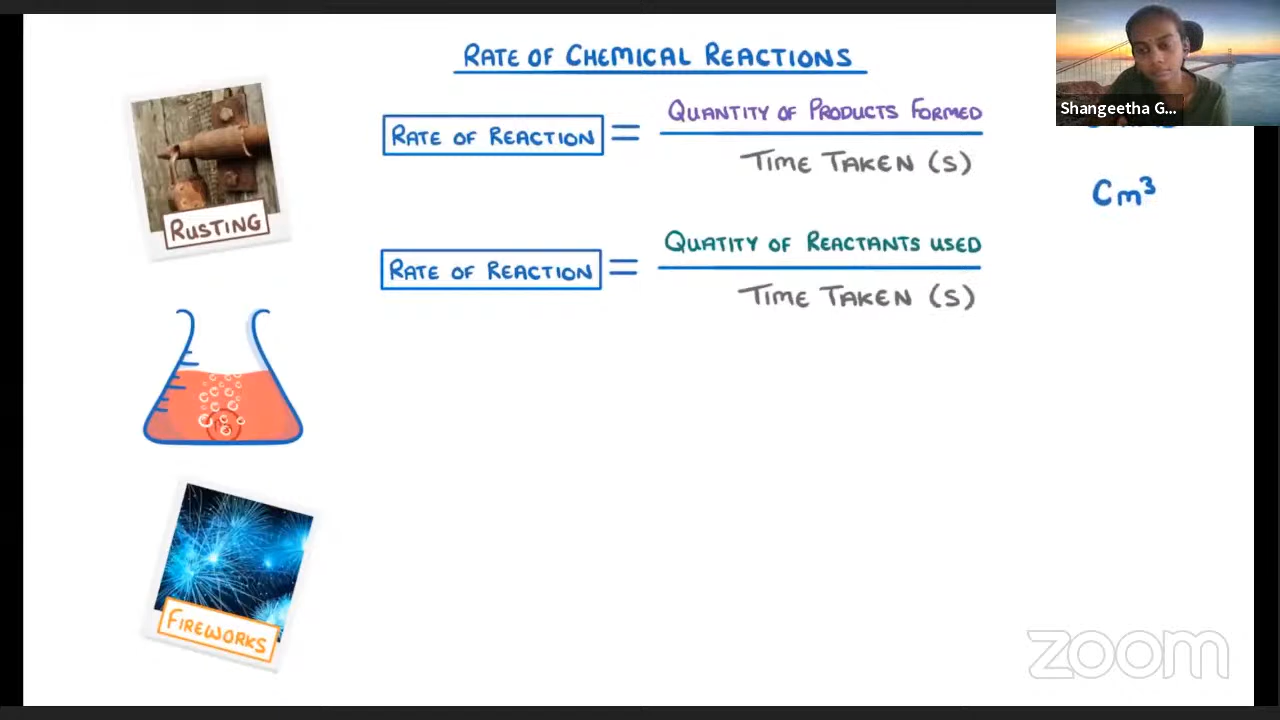 RATE OF CHEMICAL REACTIONS
Shangeetha G...
RATE OF REACTION = QUANTITY OF PRODUCTS FORMED
TIME TAKEN (S)
Cm³
RUSTING
RATE OF REACTION = QUATITY OF REACTANTS USED
TIME TAKEN (S)
FIREWORKS
zoom